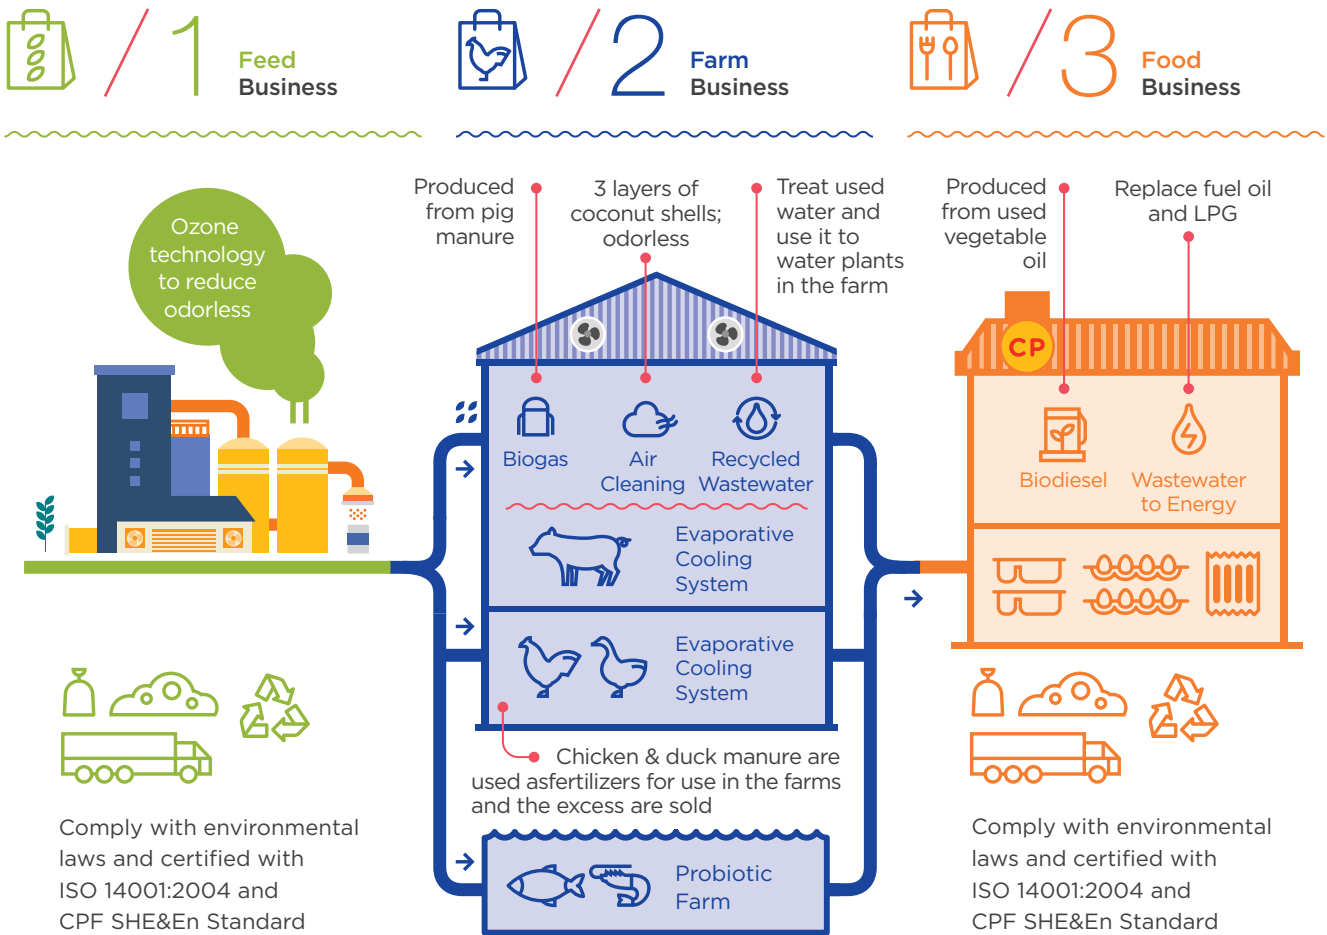 1
Feed
Business
2
Farm
Business
3
Food
Business
Ozone
technology
to reduce
odorless
Produced
from pig
manure
3 layers of
coconut shells;
odorless
Treat used
water and
use it to
water plants
in the farm
Produced
from used
vegetable
oil
Replace fuel oil
and LPG
CP
Biogas
Air
Cleaning
Recycled
Wastewater
Biodiesel
Wastewater
to Energy
Evaporative
Cooling
System
Evaporative
Cooling
System
Chicken & duck manure are
used asfertilizers for use in the farms
and the excess are sold
Probiotic
Farm
Comply with environmental
laws and certified with
ISO 14001:2004 and
CPF SHE&En Standard
Comply with environmental
laws and certified with
ISO 14001:2004 and
CPF SHE&En Standard